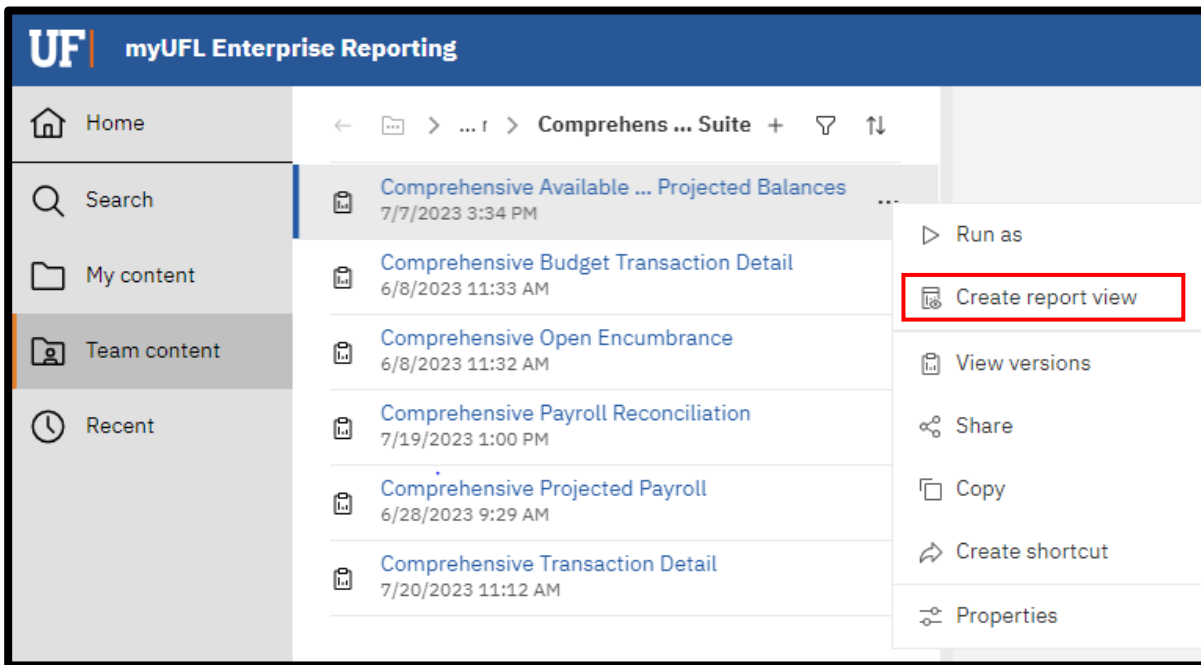 UF
myUFL Enterprise Reporting
Home
Search
My content
Team content
Recent
... r > Comprehens ... Suite +
Comprehensive Available ... Projected Balances
7/7/2023 3:34 PM
...
Comprehensive Budget Transaction Detail
6/8/2023 11:33 AM
Comprehensive Open Encumbrance
6/8/2023 11:32 AM
Comprehensive Payroll Reconciliation
7/19/2023 1:00 PM
Comprehensive Projected Payroll
6/28/2023 9:29 AM
Comprehensive Transaction Detail
7/20/2023 11:12 AM
Run as
Create report view
View versions
Share
Copy
Create shortcut
Properties